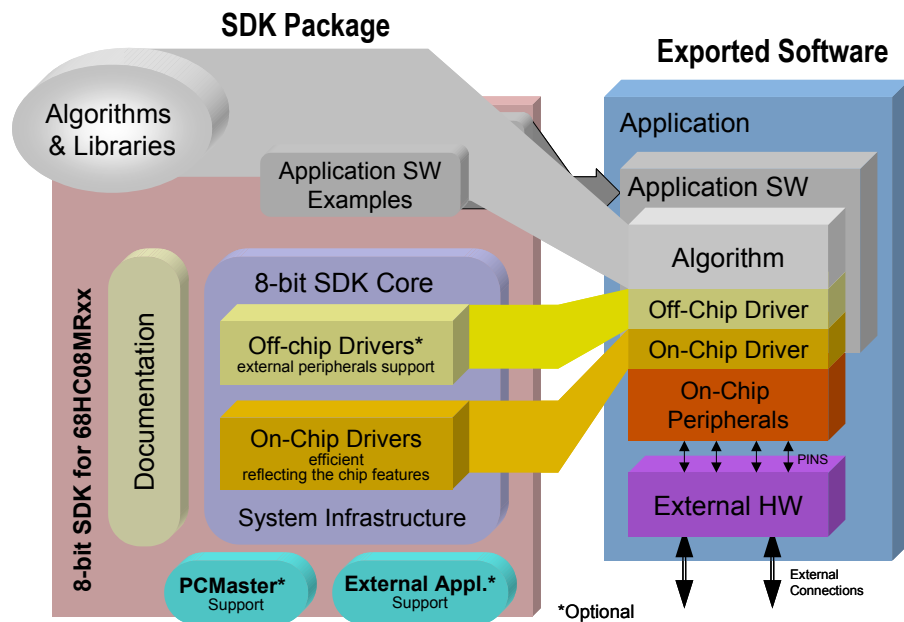 SDK Package
Exported Software
Algorithms
& Libraries
Application SW
Examples
8-bit SDK for 68HC08MRxx
Documentation
8-bit SDK Core
Off-chip Drivers*
external peripherals support
On-Chip Drivers
efficient
reflecting the chip features
System Infrastructure
PCMaster*
Support
External Appl.*
Support
Application
Application SW
Algorithm
Off-Chip Driver
On-Chip Driver
On-Chip
Peripherals
PINS
External HW
External
Connections
*Optional